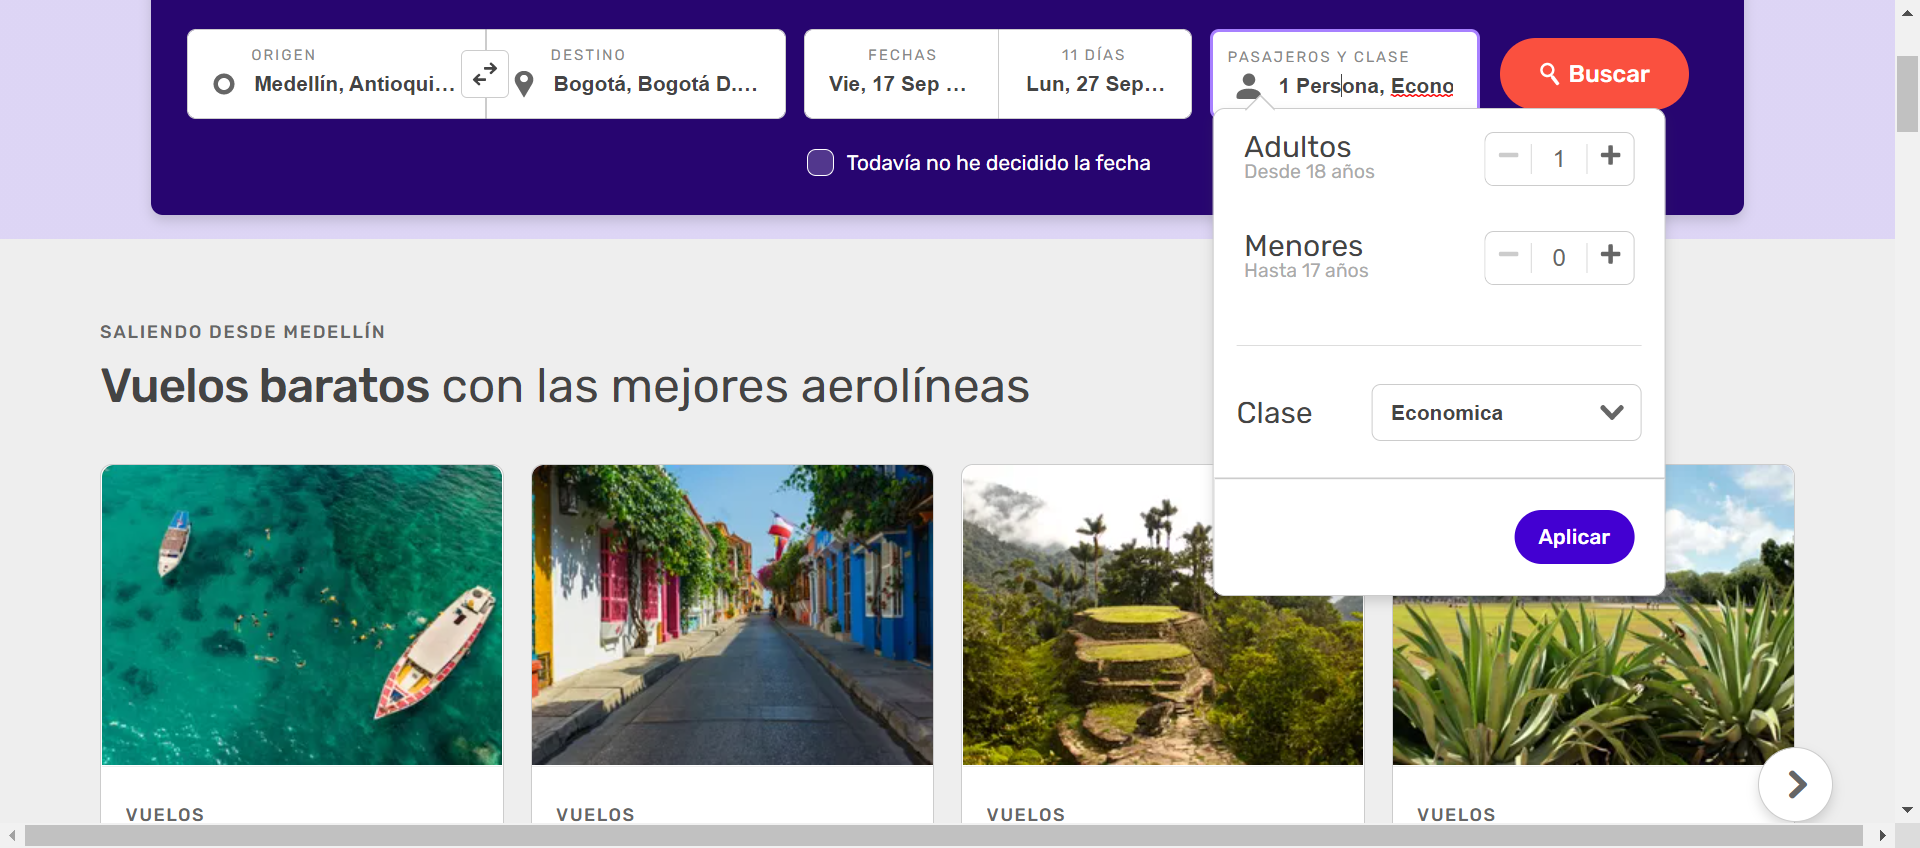 ORIGEN
Medellín, Antioqui...
DESTINO
Bogotá, Bogotá D....
FECHAS
Vie, 17 Sep ...
11 DÍAS
Lun, 27 Sep...
PASAJEROS Y CLASE
1 Persona, Econo
Buscar
Todavía no he decidido la fecha
Adultos
Desde 18 años
1
Menores
Hasta 17 años
0
Clase
Economica
Aplicar
SALIENDO DESDE MEDELLÍN
Vuelos baratos con las mejores aerolíneas
VUELOS
VUELOS
VUELOS
VUELOS